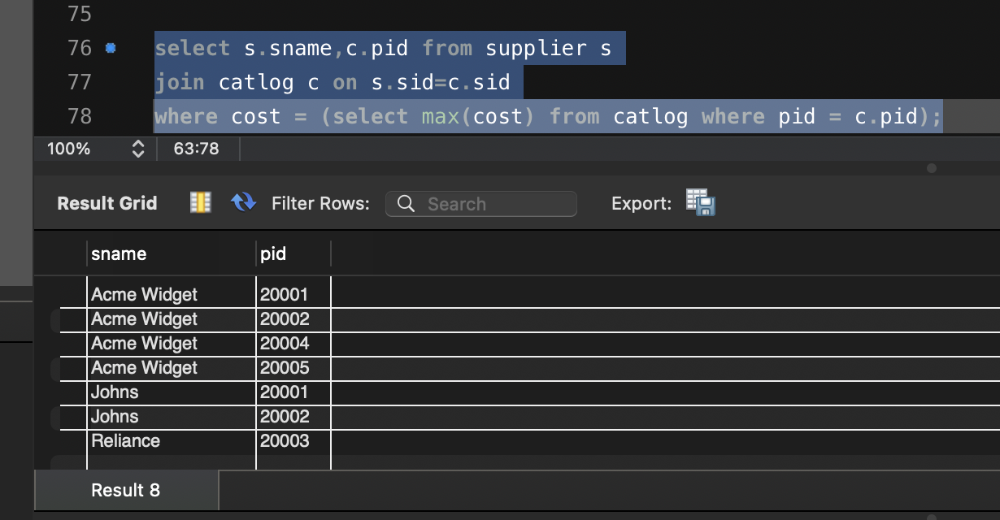 75
76 select s.sname,c.pid from supplier s
77 join catlog c on s.sid=c.sid
78 where cost = (select max(cost) from catlog where pid = c.pid);
100% 63:78
Result Grid Filter Rows: Search Export:
sname pid
Acme Widget 20001
Acme Widget 20002
Acme Widget 20004
Acme Widget 20005
Johns 20001
Johns 20002
Reliance 20003
Result 8